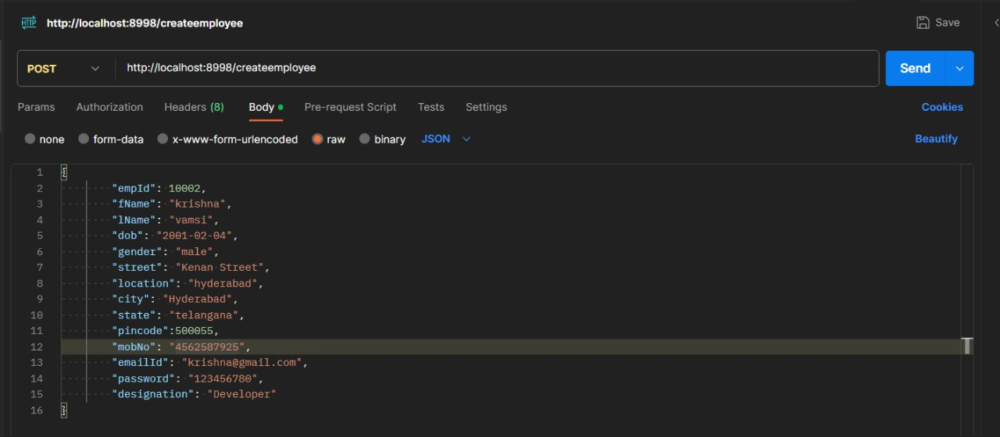 HTTP http://localhost:8998/createemployee Save
POST http://localhost:8998/createemployee Send
Params Authorization Headers (8) Body Pre-request Script Tests Settings Cookies
none form-data x-www-form-urlencoded raw binary JSON Beautify
1 {
2 "empId": 10002,
3 "fName": "krishna",
4 "lName": "vamsi",
5 "dob": "2001-02-04",
6 "gender": "male",
7 "street": "Kenan Street",
8 "location": "hyderabad",
9 "city": "Hyderabad",
10 "state": "telangana",
11 "pincode":500055,
12 "mobNo": "4562587925",
13 "emailId": "krishna@gmail.com",
14 "password": "123456780",
15 "designation": "Developer"
16 }